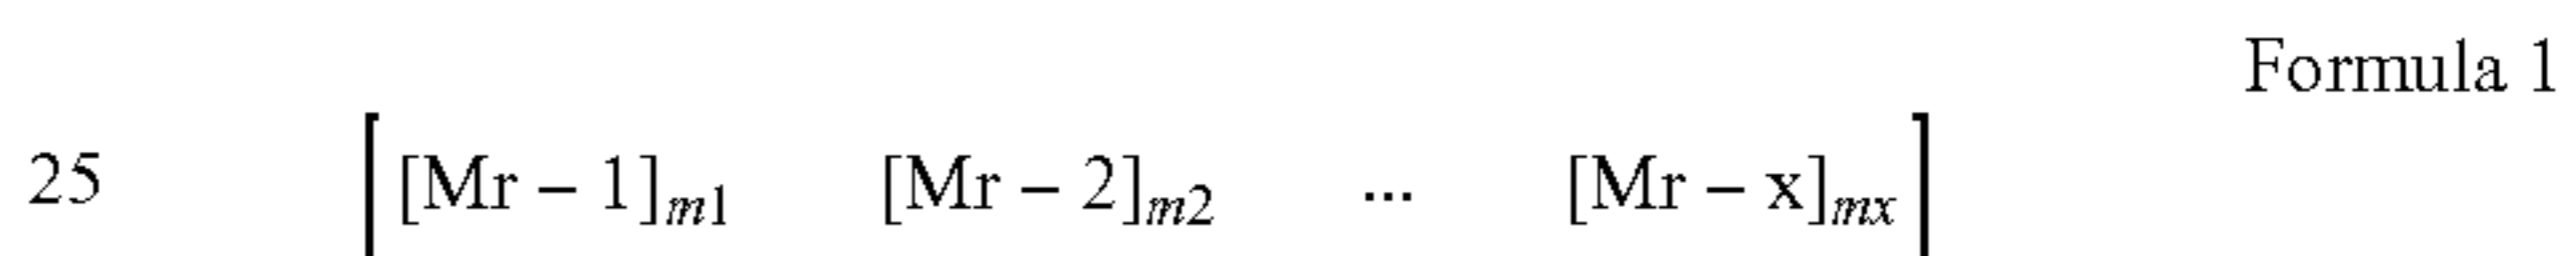 Formula 1
25 [ [Mr – 1]m1 [Mr – 2]m2 ... [Mr – x]mx ]